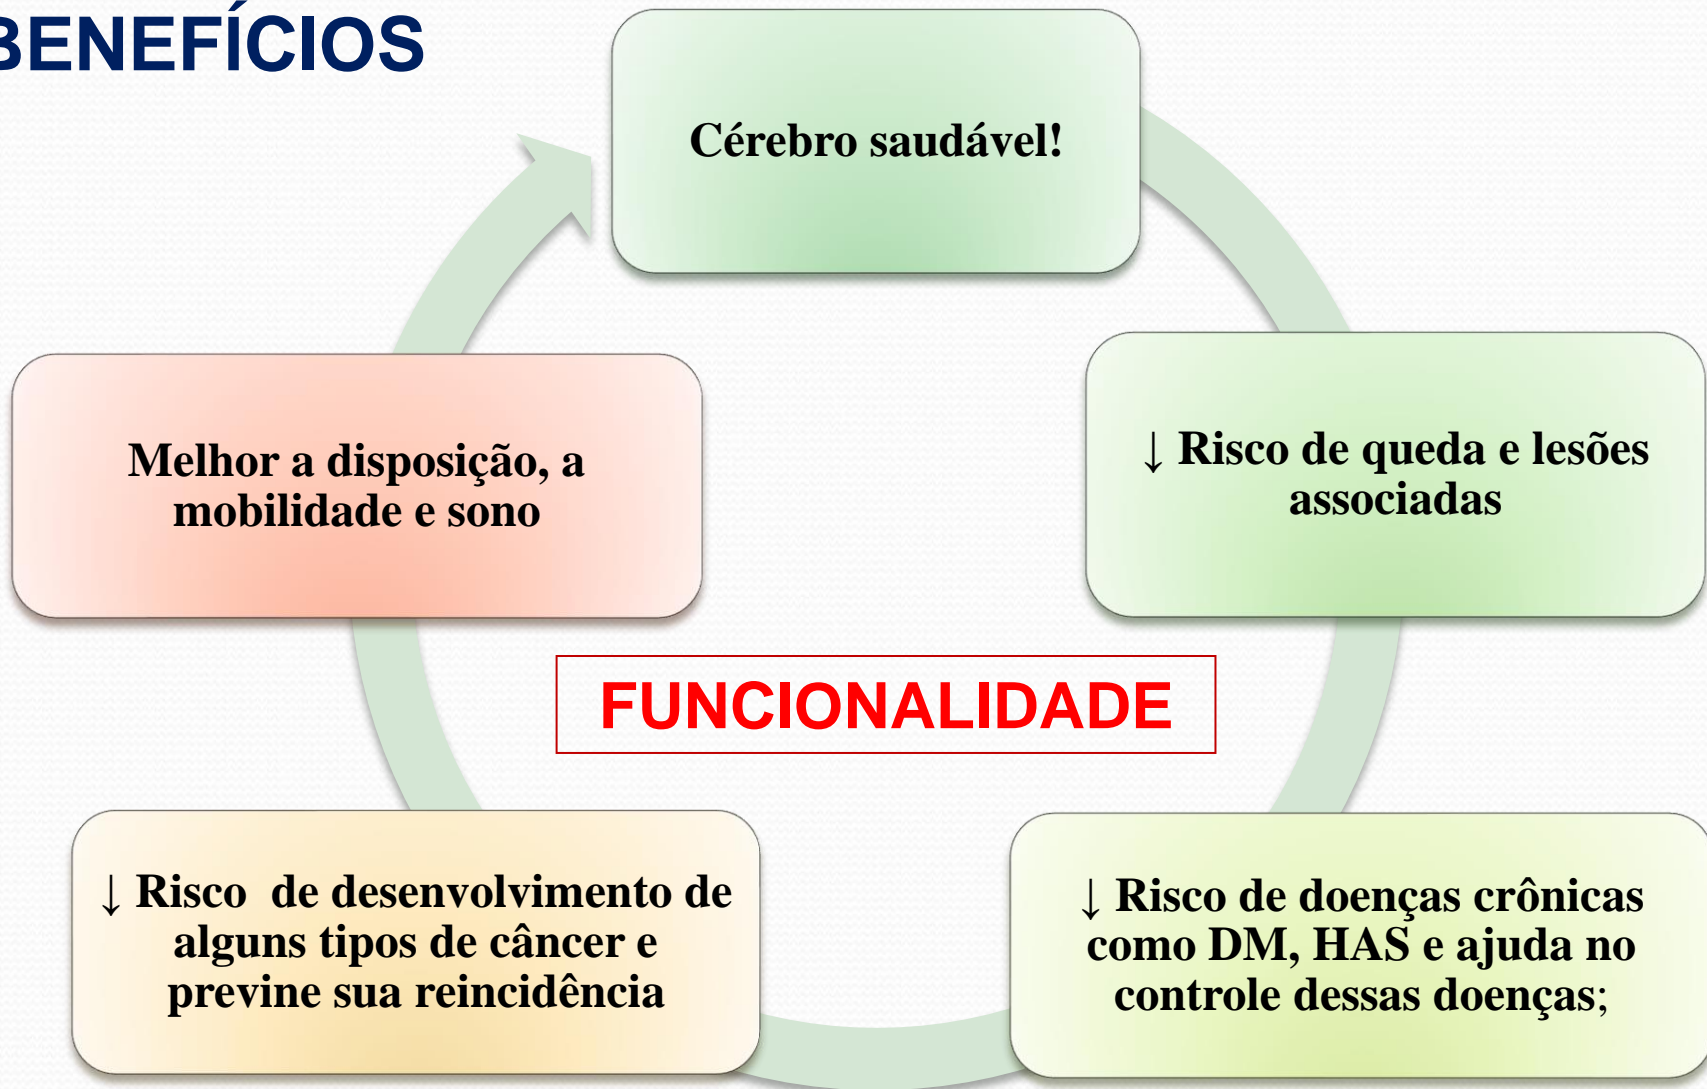 BENEFÍCIOS
Cérebro saudável!
↓ Risco de queda e lesões
associadas
↓ Risco de doenças crônicas
como DM, HAS e ajuda no
controle dessas doenças;
↓ Risco de desenvolvimento de
alguns tipos de câncer e
previne sua reincidência
Melhor a disposição, a
mobilidade e sono
FUNCIONALIDADE